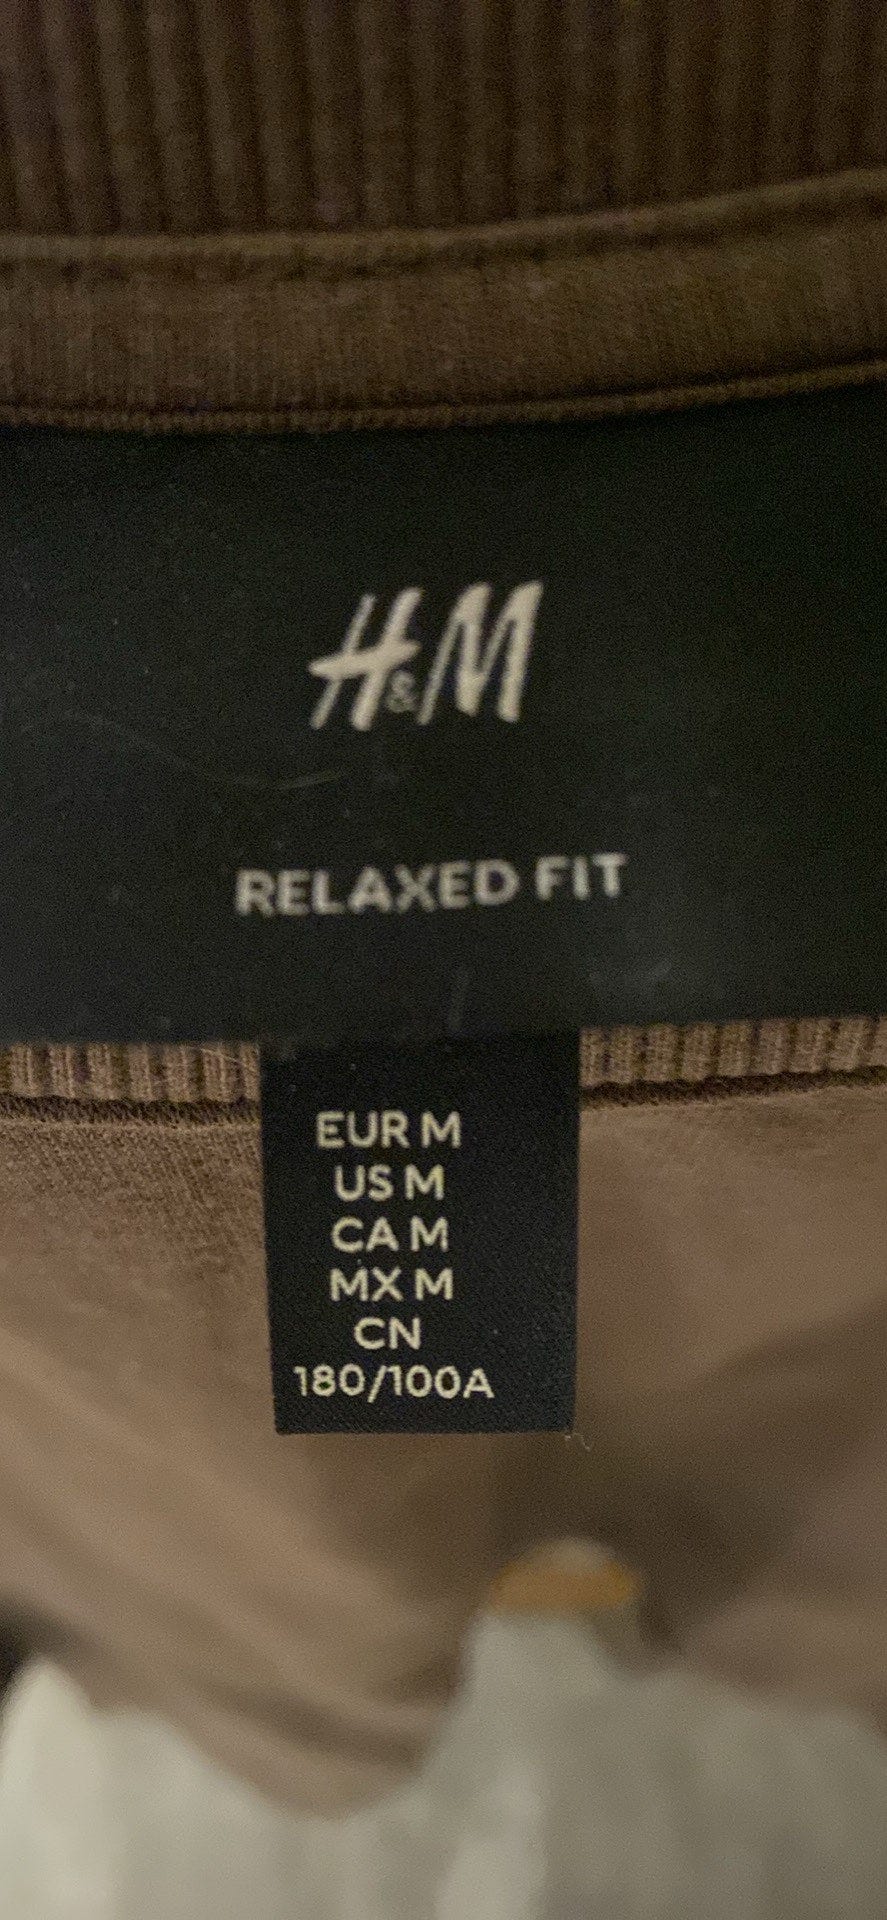 H&M
RELAXED FIT
EUR M
US M
CA M
MX M
CN
180/100A